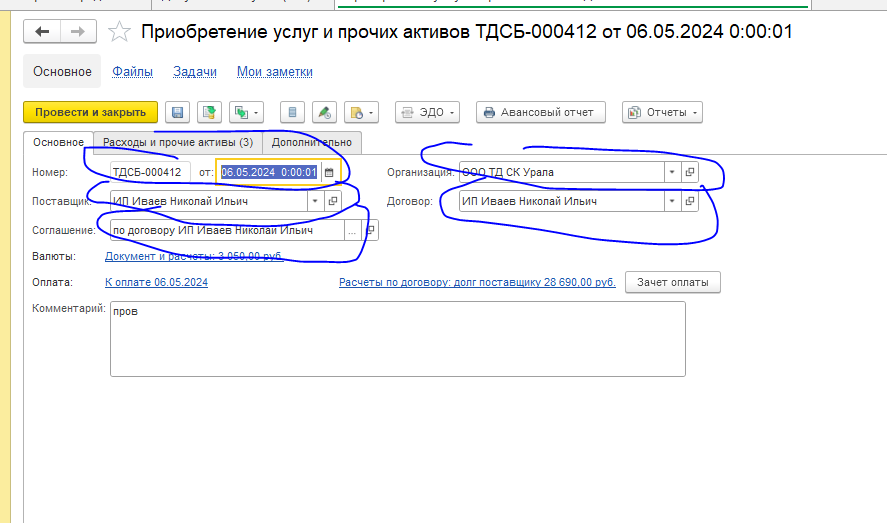 Приобретение услуг и прочих активов ТДСБ-000412 от 06.05.2024 0:00:01
Основное Файлы Задачи Мои заметки
Провести и закрыть ЭДО Авансовый отчет Отчеты
Основное Расходы и прочие активы (3) Дополнительно
Номер: ТДСБ-000412 от: 06.05.2024 0:00:01 Организация: ООО ТД СК Урала
Поставщик: ИП Иваев Николай Ильич Договор: ИП Иваев Николай Ильич
Соглашение: по договору ИП Иваев Николай Ильич ...
Валюты: Документ и расчеты: 3 050,00 руб.
Оплата: К оплате 06.05.2024 Расчеты по договору: долг поставщику 28 690,00 руб. Зачет оплаты
Комментарий: пров